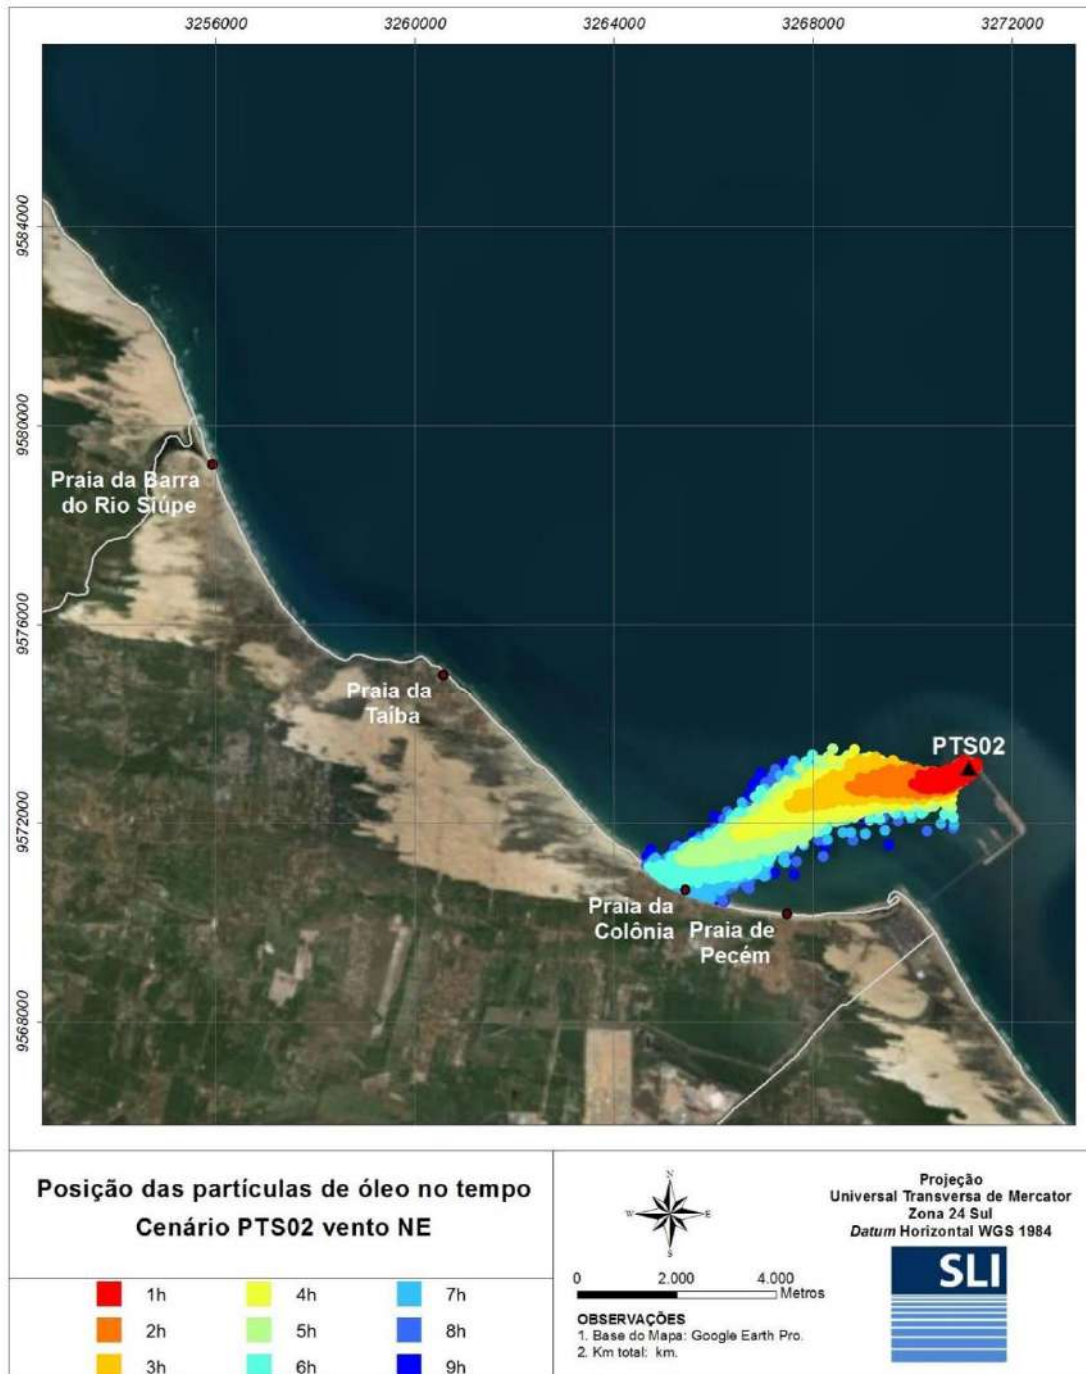 3256000 3260000 3264000 3268000 3272000
9584000
9580000
9576000
9572000
9568000
Praia da Barra
do Rio Siúpe
Praia da
Taíba
PTS02
Praia da
Colônia
Praia de
Pecém
Posição das partículas de óleo no tempo
Cenário PTS02 vento NE
1h
2h
3h
4h
5h
6h
7h
8h
9h
N
W E
S
0 2.000 4.000
Metros
OBSERVAÇÕES
1. Base do Mapa: Google Earth Pro.
2. Km total: km.
Projeção
Universal Transversa de Mercator
Zona 24 Sul
Datum Horizontal WGS 1984
SLI